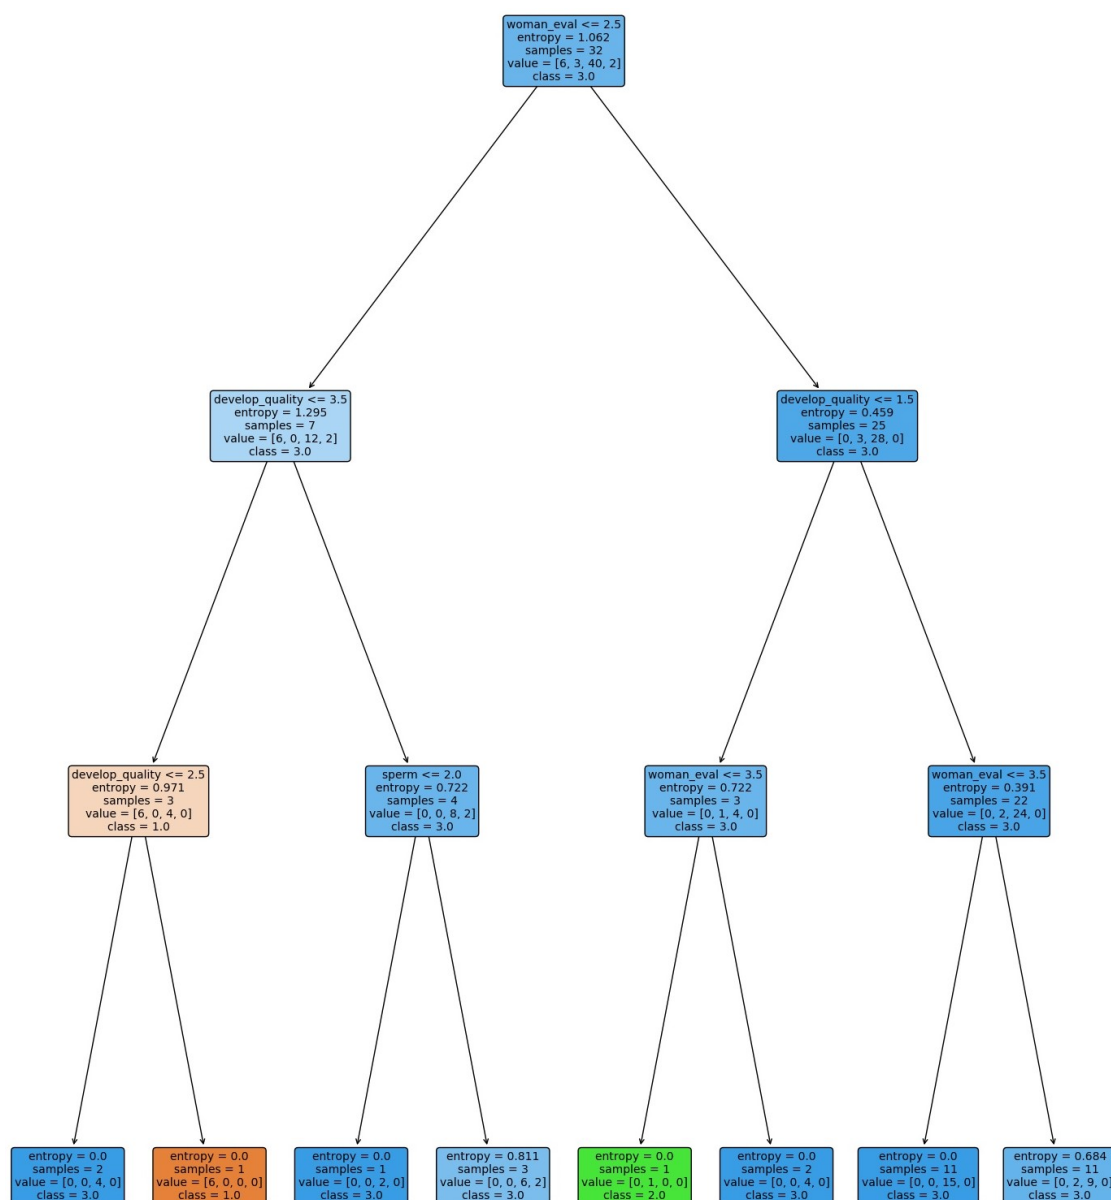 woman_eval <= 2.5
entropy = 1.062
samples = 32
value = [6, 3, 40, 2]
class = 3.0
develop_quality <= 3.5
entropy = 1.295
samples = 7
value = [6, 0, 12, 2]
class = 3.0
develop_quality <= 1.5
entropy = 0.459
samples = 25
value = [0, 3, 28, 0]
class = 3.0
develop_quality <= 2.5
entropy = 0.971
samples = 3
value = [6, 0, 4, 0]
class = 1.0
sperm <= 2.0
entropy = 0.722
samples = 4
value = [0, 0, 8, 2]
class = 3.0
woman_eval <= 3.5
entropy = 0.722
samples = 3
value = [0, 1, 4, 0]
class = 3.0
woman_eval <= 3.5
entropy = 0.391
samples = 22
value = [0, 2, 24, 0]
class = 3.0
entropy = 0.0
samples = 2
value = [0, 0, 4, 0]
class = 3.0
entropy = 0.0
samples = 1
value = [6, 0, 0, 0]
class = 1.0
entropy = 0.0
samples = 1
value = [0, 0, 2, 0]
class = 3.0
entropy = 0.811
samples = 3
value = [0, 0, 6, 2]
class = 3.0
entropy = 0.0
samples = 1
value = [0, 1, 0, 0]
class = 2.0
entropy = 0.0
samples = 2
value = [0, 0, 4, 0]
class = 3.0
entropy = 0.0
samples = 11
value = [0, 0, 15, 0]
class = 3.0
entropy = 0.684
samples = 11
value = [0, 2, 9, 0]
class = 3.0